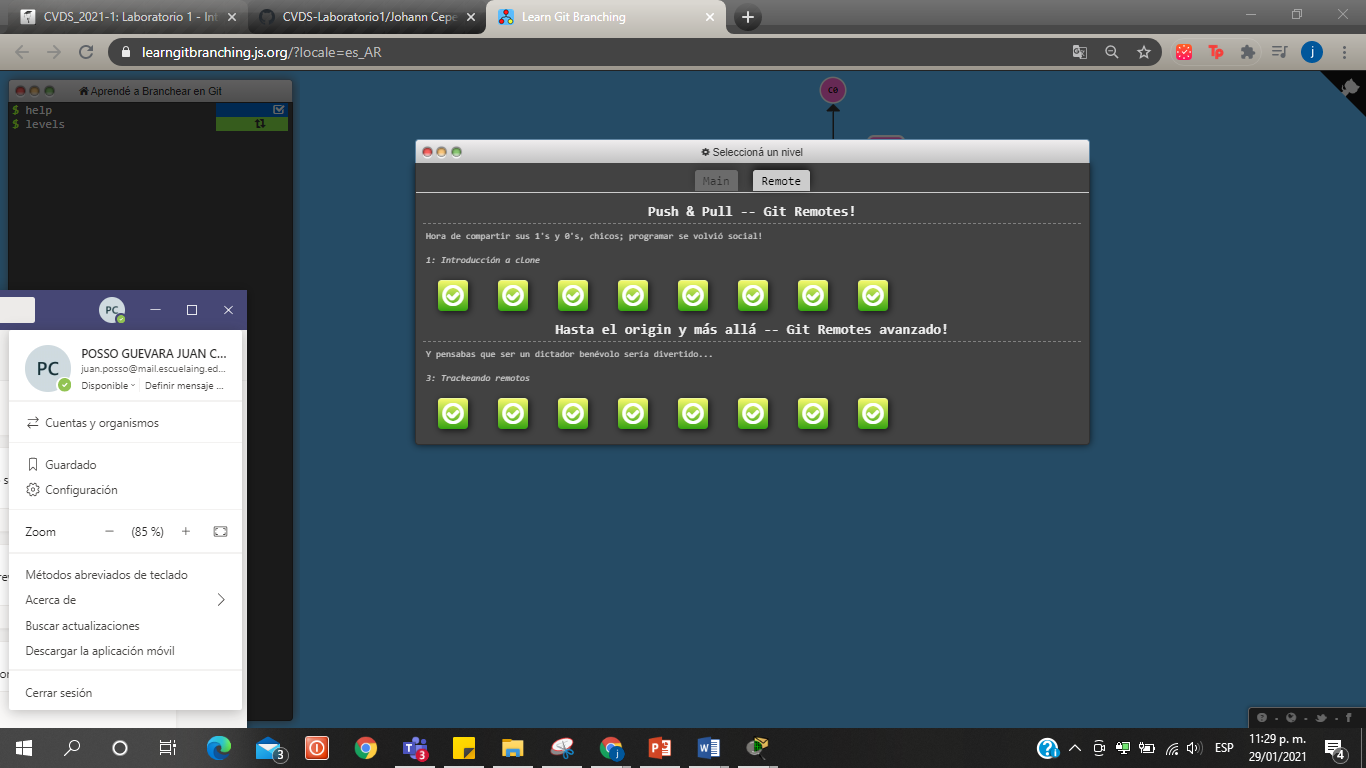 CVDS_2021-1: Laboratorio 1 - Int
CVDS-Laboratorio1/Johann Cepe
Learn Git Branching
learngitbranching.js.org/?locale=es_AR
Tp
j
Aprendé a Branchear en Git
$ help
$ levels
C0
Seleccioná un nivel
Main
Remote
Push & Pull -- Git Remotes!
Hora de compartir sus 1's y 0's, chicos; programar se volvió social!
1: Introducción a clone
Hasta el origin y más allá -- Git Remotes avanzado!
Y pensabas que ser un dictador benévolo sería divertido...
3: Trackeando remotos
PC
PC
POSSO GUEVARA JUAN C...
juan.posso@mail.escuelaing.ed...
Disponible
Definir mensaje ...
Cuentas y organismos
Guardado
Configuración
Zoom
(85 %)
Métodos abreviados de teclado
Acerca de
Buscar actualizaciones
Descargar la aplicación móvil
Cerrar sesión
3
3
j
ESP
11:29 p. m.
29/01/2021
4